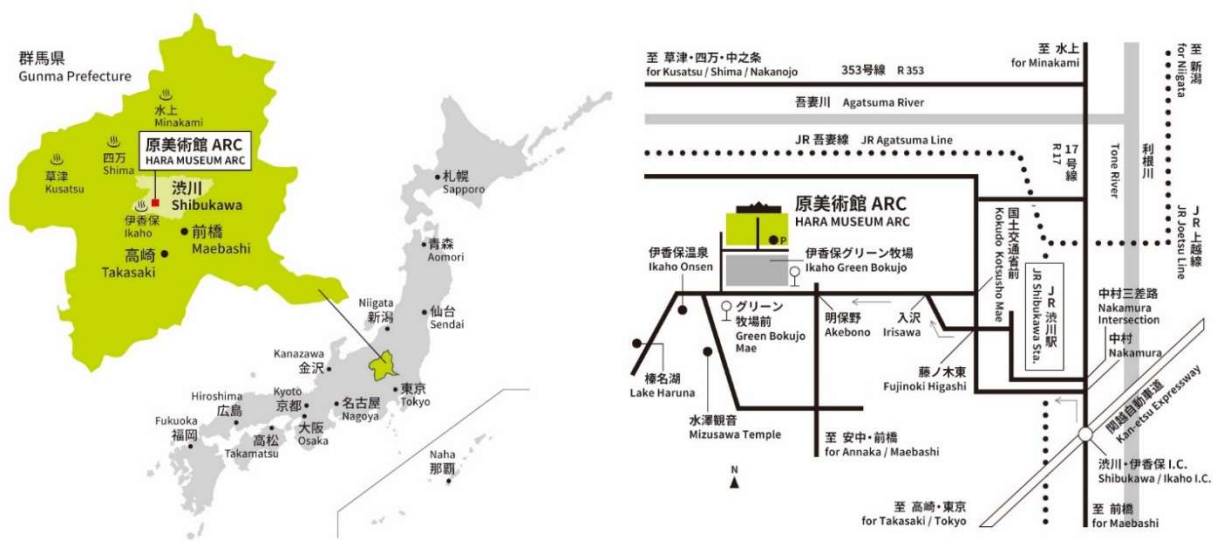 群馬県
Gunma Prefecture
水上
Minakami
原美術館 ARC
HARA MUSEUM ARC
四万
Shima
草津
Kusatsu
渋川
Shibukawa
伊香保
Ikaho
前橋
Maebashi
高崎
Takasaki
札幌
Sapporo
青森
Aomori
仙台
Sendai
Niigata
新潟
Kanazawa
金沢
東京
Tokyo
名古屋
Nagoya
Kyoto
京都
大阪
Osaka
Hiroshima
広島
高松
Takamatsu
Fukuoka
福岡
Naha
那覇
至 草津・四万・中之条
for Kusatsu / Shima / Nakanojo
353号線 R 353
至 水上
for Minakami
至 新潟
for Niigata
吾妻川 Agatsuma River
JR 吾妻線 JR Agatsuma Line
17号線
R 17
Tone River
利根川
JR 上越線
JR Joetsu Line
原美術館 ARC
HARA MUSEUM ARC
P
伊香保温泉
Ikaho Onsen
伊香保グリーン牧場
Ikaho Green Bokujo
国土交通省前
Kokudo Kotsusho Mae
JR 渋川駅
JR Shibukawa Sta.
グリーン
牧場前
Green Bokujo
Mae
明保野
Akebono
入沢
Irisawa
中村三差路
Nakamura
Intersection
中村
Nakamura
藤ノ木東
Fujinoki Higashi
榛名湖
Lake Haruna
水澤観音
Mizusawa Temple
至 安中・前橋
for Annaka / Maebashi
関越自動車道
Kan-etsu Expressway
渋川・伊香保 I.C.
Shibukawa / Ikaho I.C.
N
至 高崎・東京
for Takasaki / Tokyo
至 前橋
for Maebashi